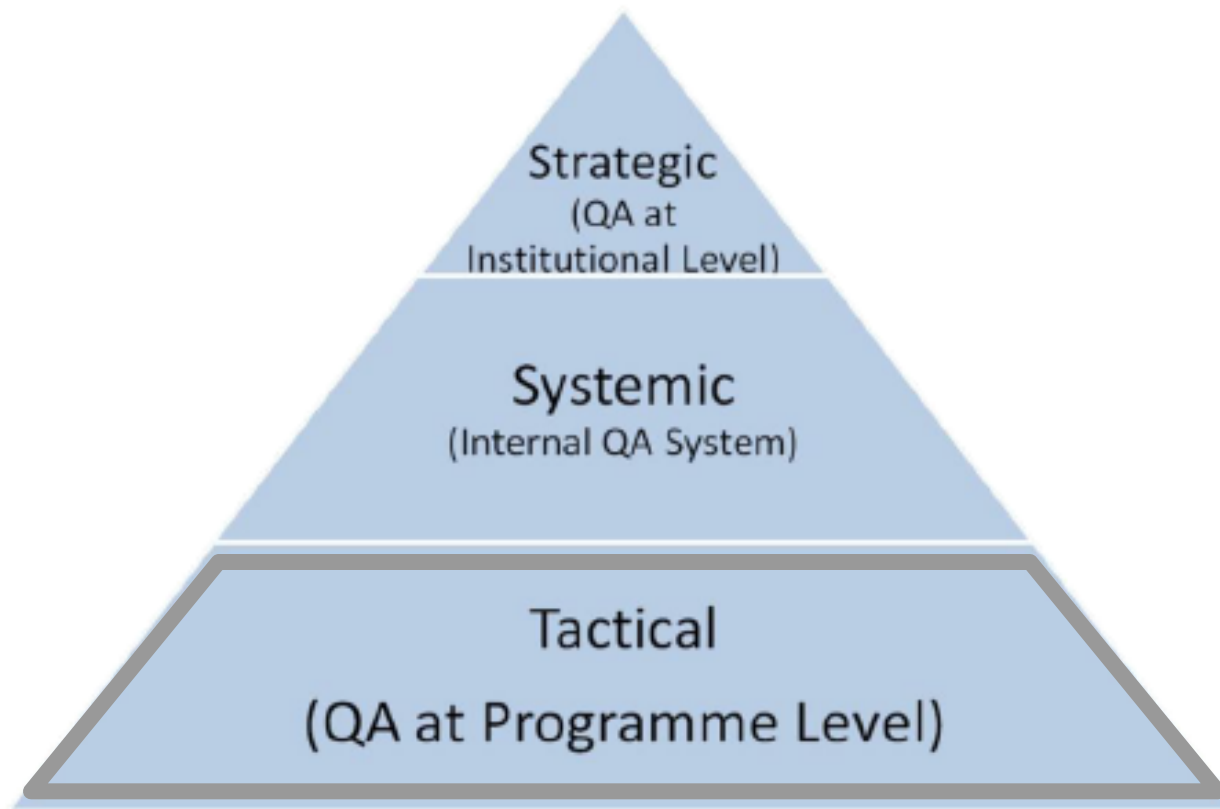 Strategic
(QA at
Institutional Level)
Systemic
(Internal QA System)
Tactical
(QA at Programme Level)